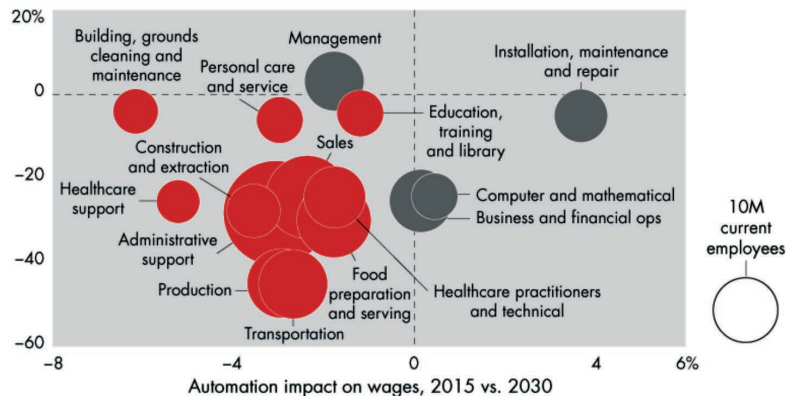 20%
0
−20
−40
−60
−8
−4
0
4
6%
Building, grounds
cleaning and
maintenance
Management
Personal care
and service
Installation, maintenance
and repair
Education,
training
and library
Construction
and extraction
Sales
Healthcare
support
Computer and mathematical
Business and financial ops
Administrative
support
Production
Food
preparation
and serving
Healthcare practitioners
and technical
Transportation
10M
current
employees
Automation impact on wages, 2015 vs. 2030